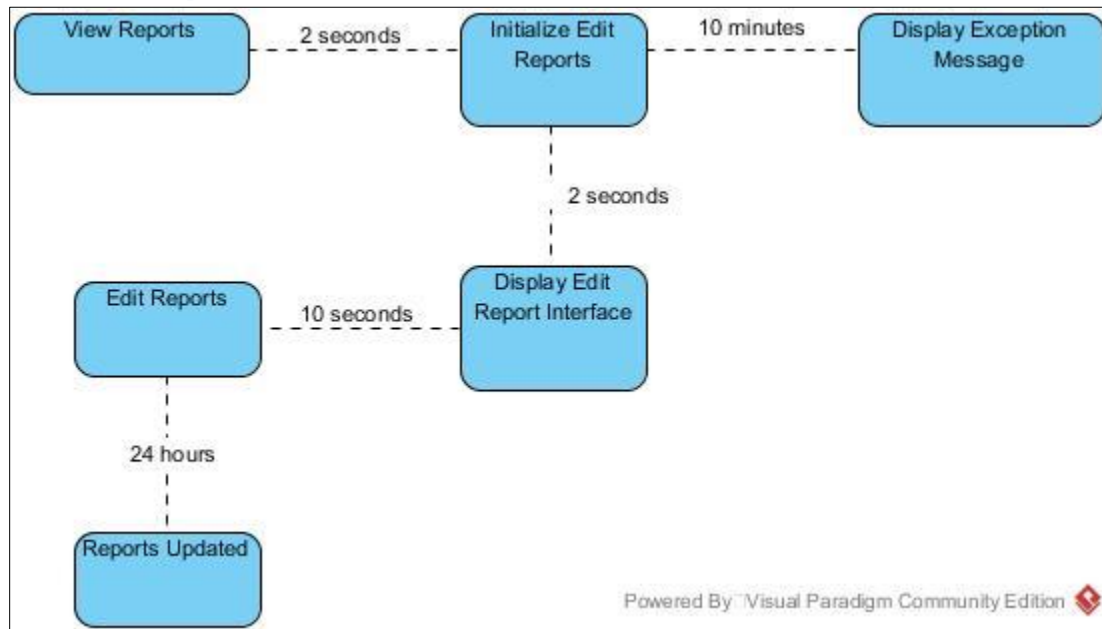 View Reports
2 seconds
Initialize Edit
Reports
10 minutes
Display Exception
Message
2 seconds
Edit Reports
10 seconds
Display Edit
Report Interface
24 hours
Reports Updated
Powered By Visual Paradigm Community Edition